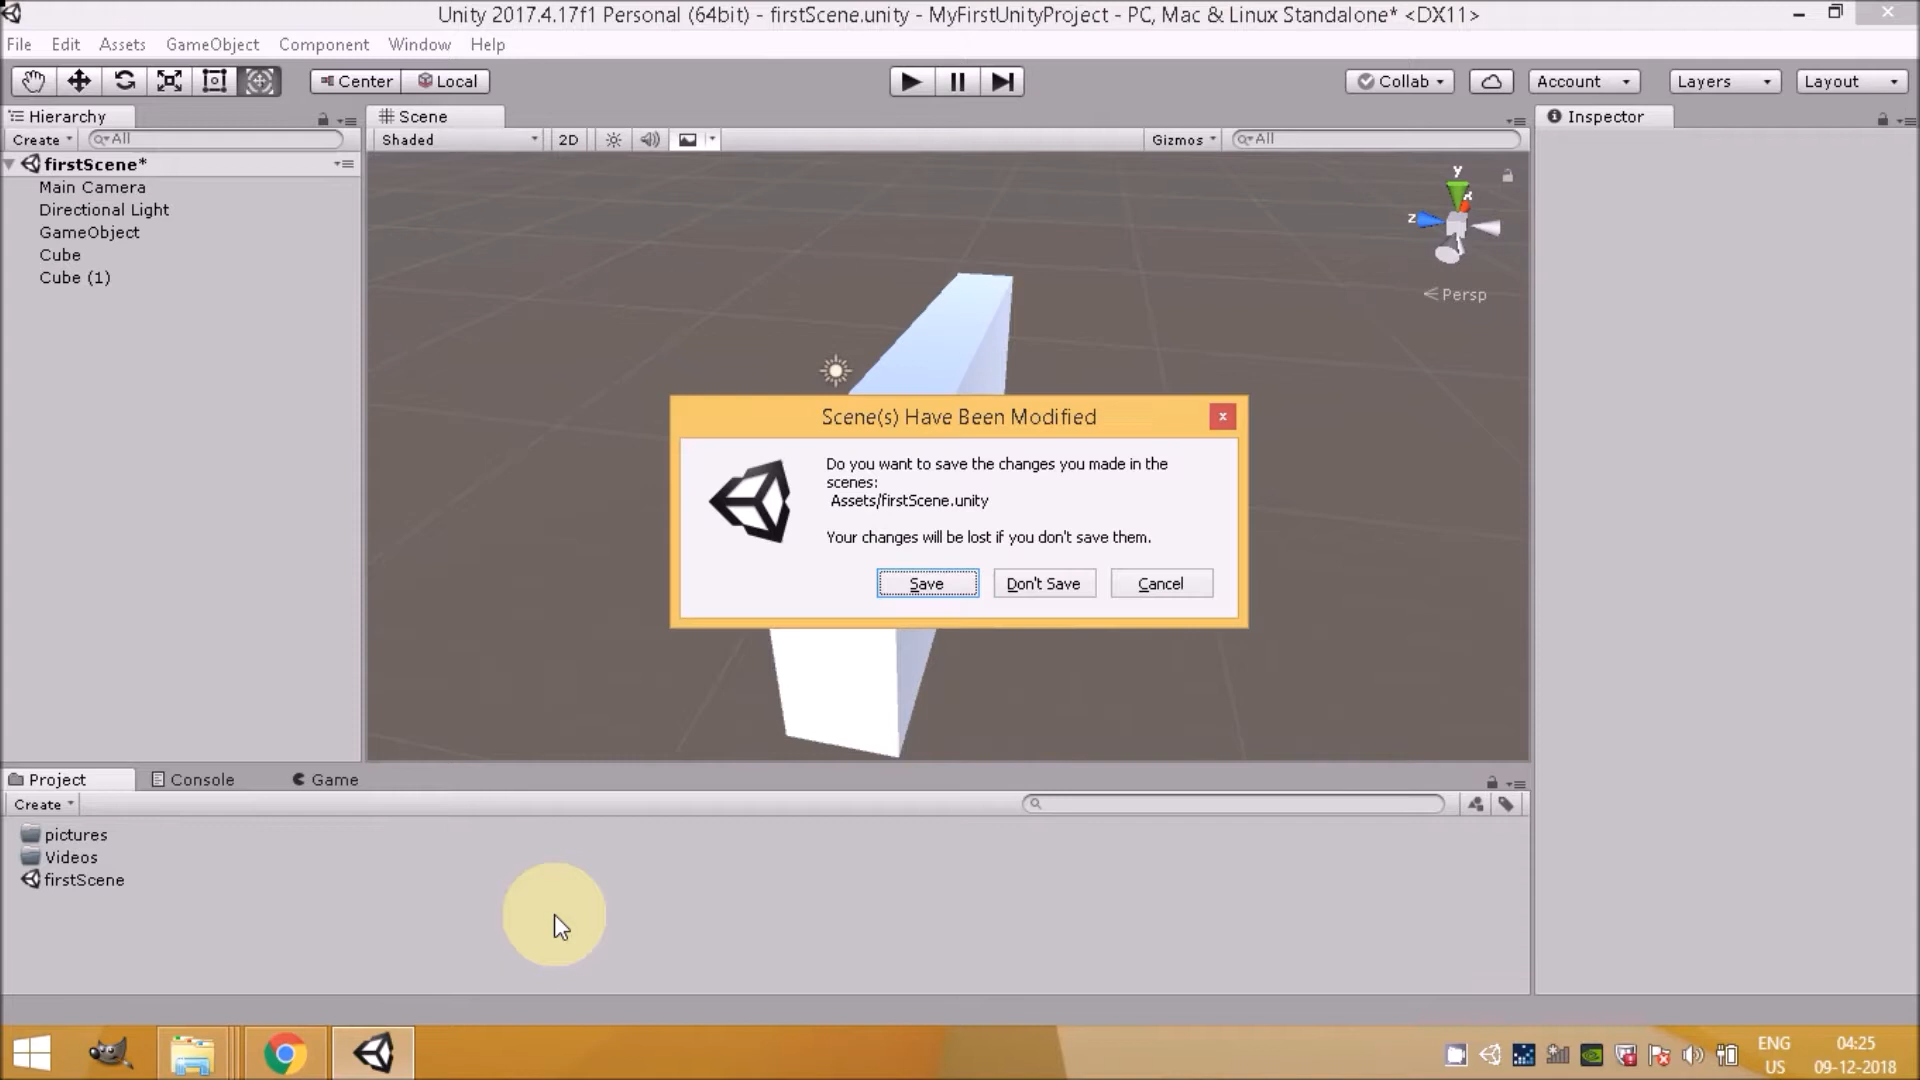 Unity 2017.4.17f1 Personal (64bit) - firstScene.unity - MyFirstUnityProject - PC, Mac & Linux Standalone* <DX11>
File Edit Assets GameObject Component Window Help
Center Local Collab Account Layers Layout
Hierarchy Scene Inspector
Create All Shaded 2D Gizmos All
firstScene*
Main Camera
Directional Light
GameObject
Cube
Cube (1)
y
x
z
Persp
Scene(s) Have Been Modified
Do you want to save the changes you made in the
scenes:
Assets/firstScene.unity
Your changes will be lost if you don't save them.
Save Don't Save Cancel
Project Console Game
Create
pictures
Videos
firstScene
ENG 04:25
US 09-12-2018